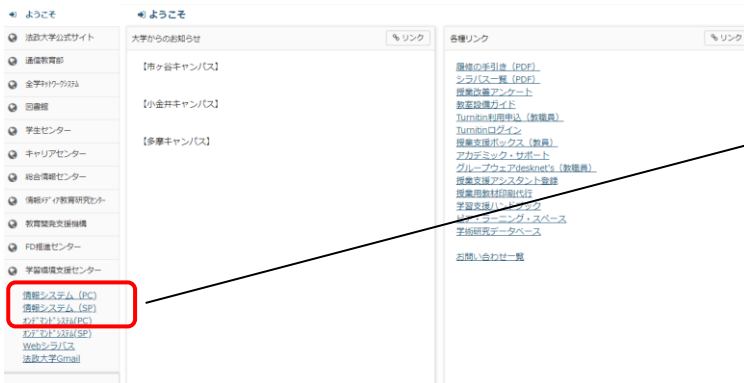 ようこそ
法政大学公式サイト
通信教育部
全学ﾈｯﾄﾜｰｸｼｽﾃﾑ
図書館
学生センター
キャリアセンター
総合情報センター
情報ﾒﾃﾞｨｱ教育研究ｾﾝﾀｰ
教育開発支援機構
FD推進センター
学習環境支援センター
情報システム（PC)
情報システム（SP)
ｵﾝﾃﾞﾏﾝﾄﾞｼｽﾃﾑ(PC)
ｵﾝﾃﾞﾏﾝﾄﾞｼｽﾃﾑ(SP)
Webシラバス
法政大学Gmail
ようこそ
大学からのお知らせ
リンク
【市ヶ谷キャンパス】
【小金井キャンパス】
【多摩キャンパス】
各種リンク
リンク
履修の手引き（PDF）
シラバス一覧（PDF）
授業改善アンケート
教室設備ガイド
Turnitin利用申込（教職員）
Turnitinログイン
授業支援ボックス（教員）
アカデミック・サポート
グループウェアdesknet's（教職員）
授業支援アシスタント登録
授業用教材印刷代行
学習支援ハンドブック
ピア・ラーニング・スペース
学術研究データベース
お問い合わせ一覧